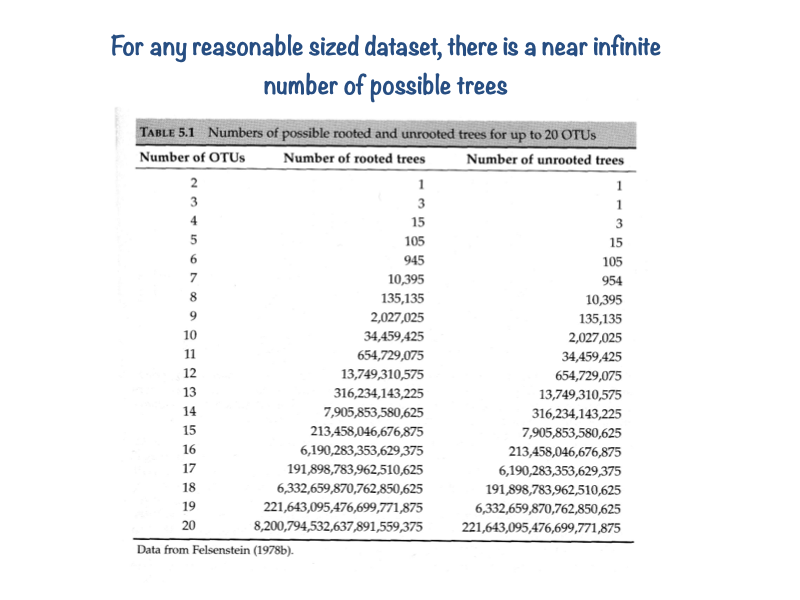 For any reasonable sized dataset, there is a near infinite
number of possible trees
TABLE 5.1 Numbers of possible rooted and unrooted trees for up to 20 OTUs
Number of OTUs Number of rooted trees Number of unrooted trees
2 1 1
3 3 1
4 15 3
5 105 15
6 945 105
7 10,395 954
8 135,135 10,395
9 2,027,025 135,135
10 34,459,425 2,027,025
11 654,729,075 34,459,425
12 13,749,310,575 654,729,075
13 316,234,143,225 13,749,310,575
14 7,905,853,580,625 316,234,143,225
15 213,458,046,676,875 7,905,853,580,625
16 6,190,283,353,629,375 213,458,046,676,875
17 191,898,783,962,510,625 6,190,283,353,629,375
18 6,332,659,870,762,850,625 191,898,783,962,510,625
19 221,643,095,476,699,771,875 6,332,659,870,762,850,625
20 8,200,794,532,637,891,559,375 221,643,095,476,699,771,875
Data from Felsenstein (1978b).